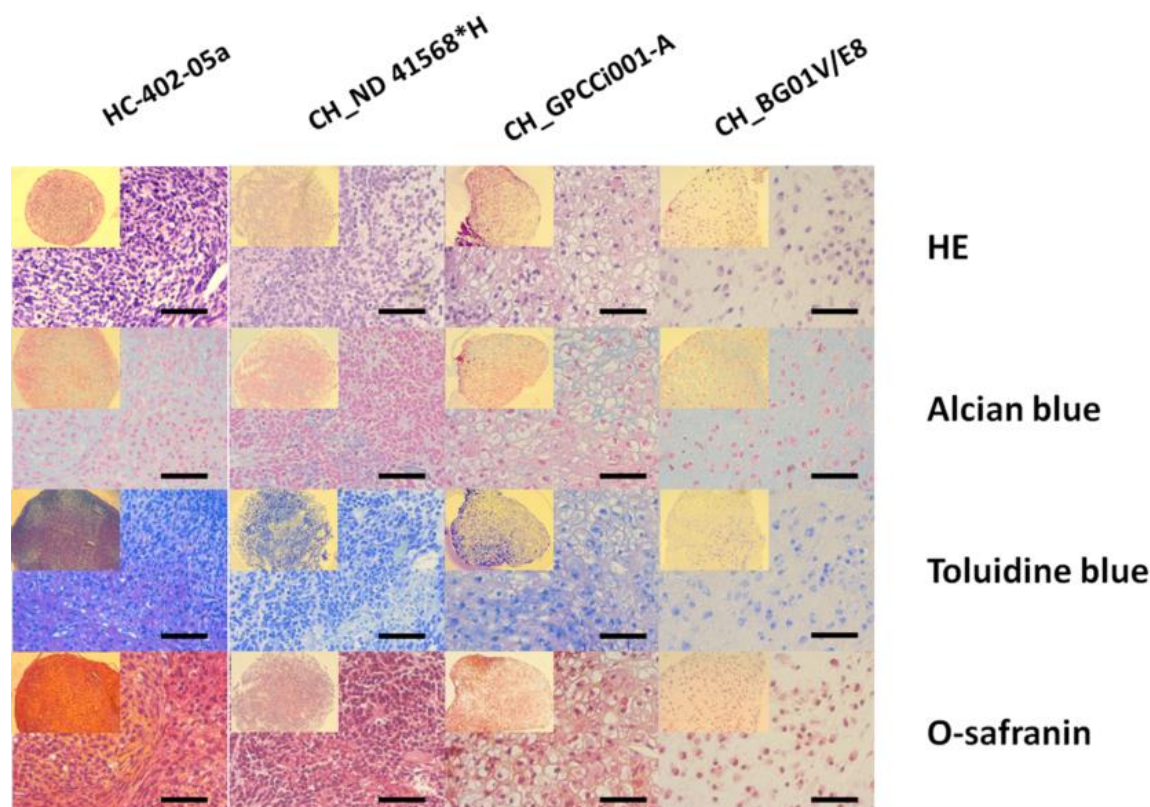 HC-402-05a
CH_ND 41568*H
CH_GPCCi001-A
CH_BG01V/E8
HE
Alcian blue
Toluidine blue
O-safranin